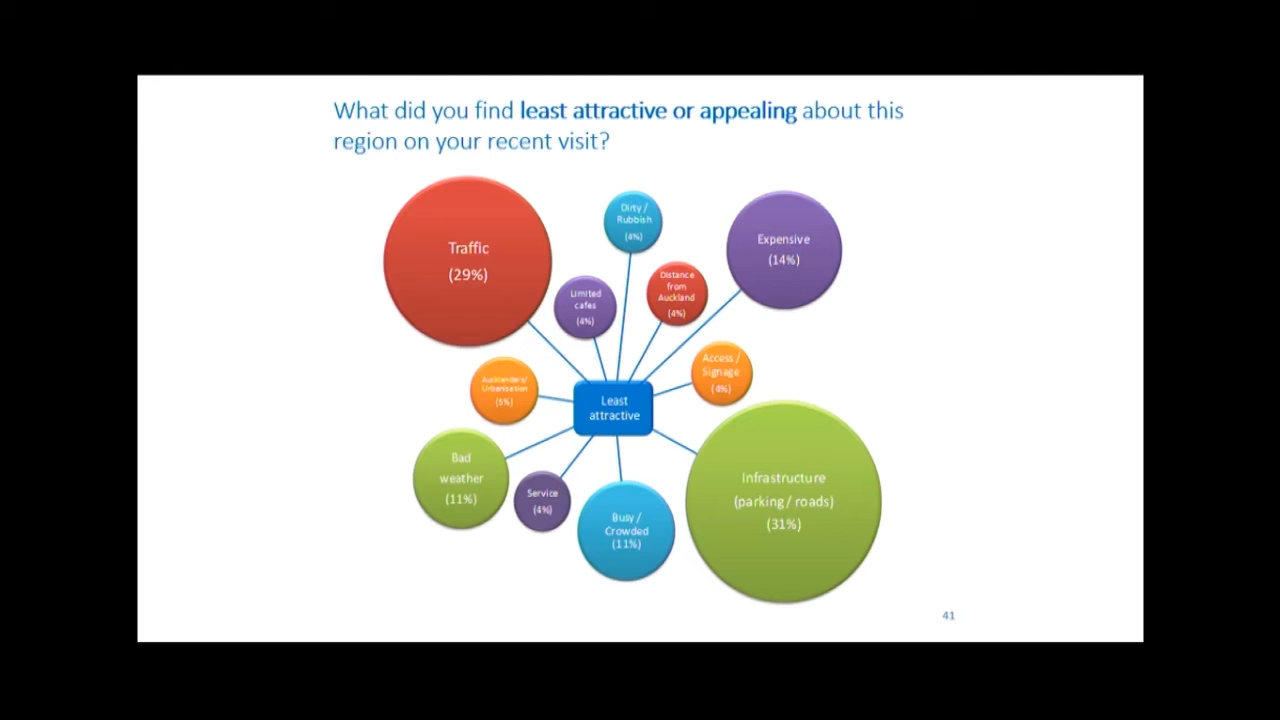 What did you find least attractive or appealing about this
region on your recent visit?
Traffic
(29%)
Dirty /
Rubbish
(4%)
Expensive
(14%)
Limited
cafes
(4%)
Distance
from
Auckland
(4%)
Aucklanders/
Urbanisation
(5%)
Least
attractive
Access /
Signage
(4%)
Bad
weather
(11%)
Service
(4%)
Busy /
Crowded
(11%)
Infrastructure
(parking / roads)
(31%)
41